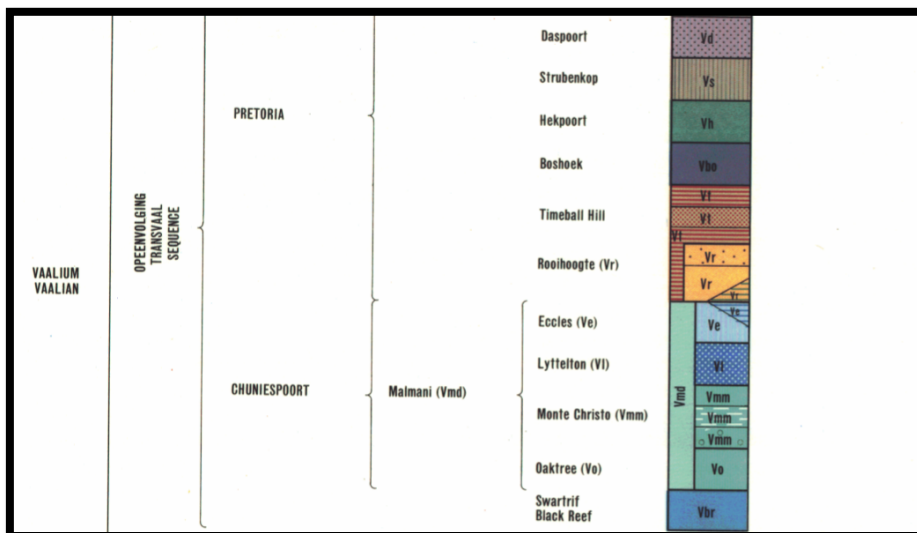 VAALIUM
VAALIAN
OPEENVOLGING
TRANSVAAL
SEQUENCE
PRETORIA
CHUNIESPOORT
Malmani (Vmd)
Daspoort
Strubenkop
Hekpoort
Boshoek
Timeball Hill
Rooihoogte (Vr)
Eccles (Ve)
Lyttelton (Vl)
Monte Christo (Vmm)
Oaktree (Vo)
Swartrif
Black Reef
Vd
Vs
Vh
Vbo
Vt
Vt
Vt
Vr
Vr
Vr
Ve
Ve
Vl
Vmd
Vmm
Vmm
Vmm
Vo
Vbr